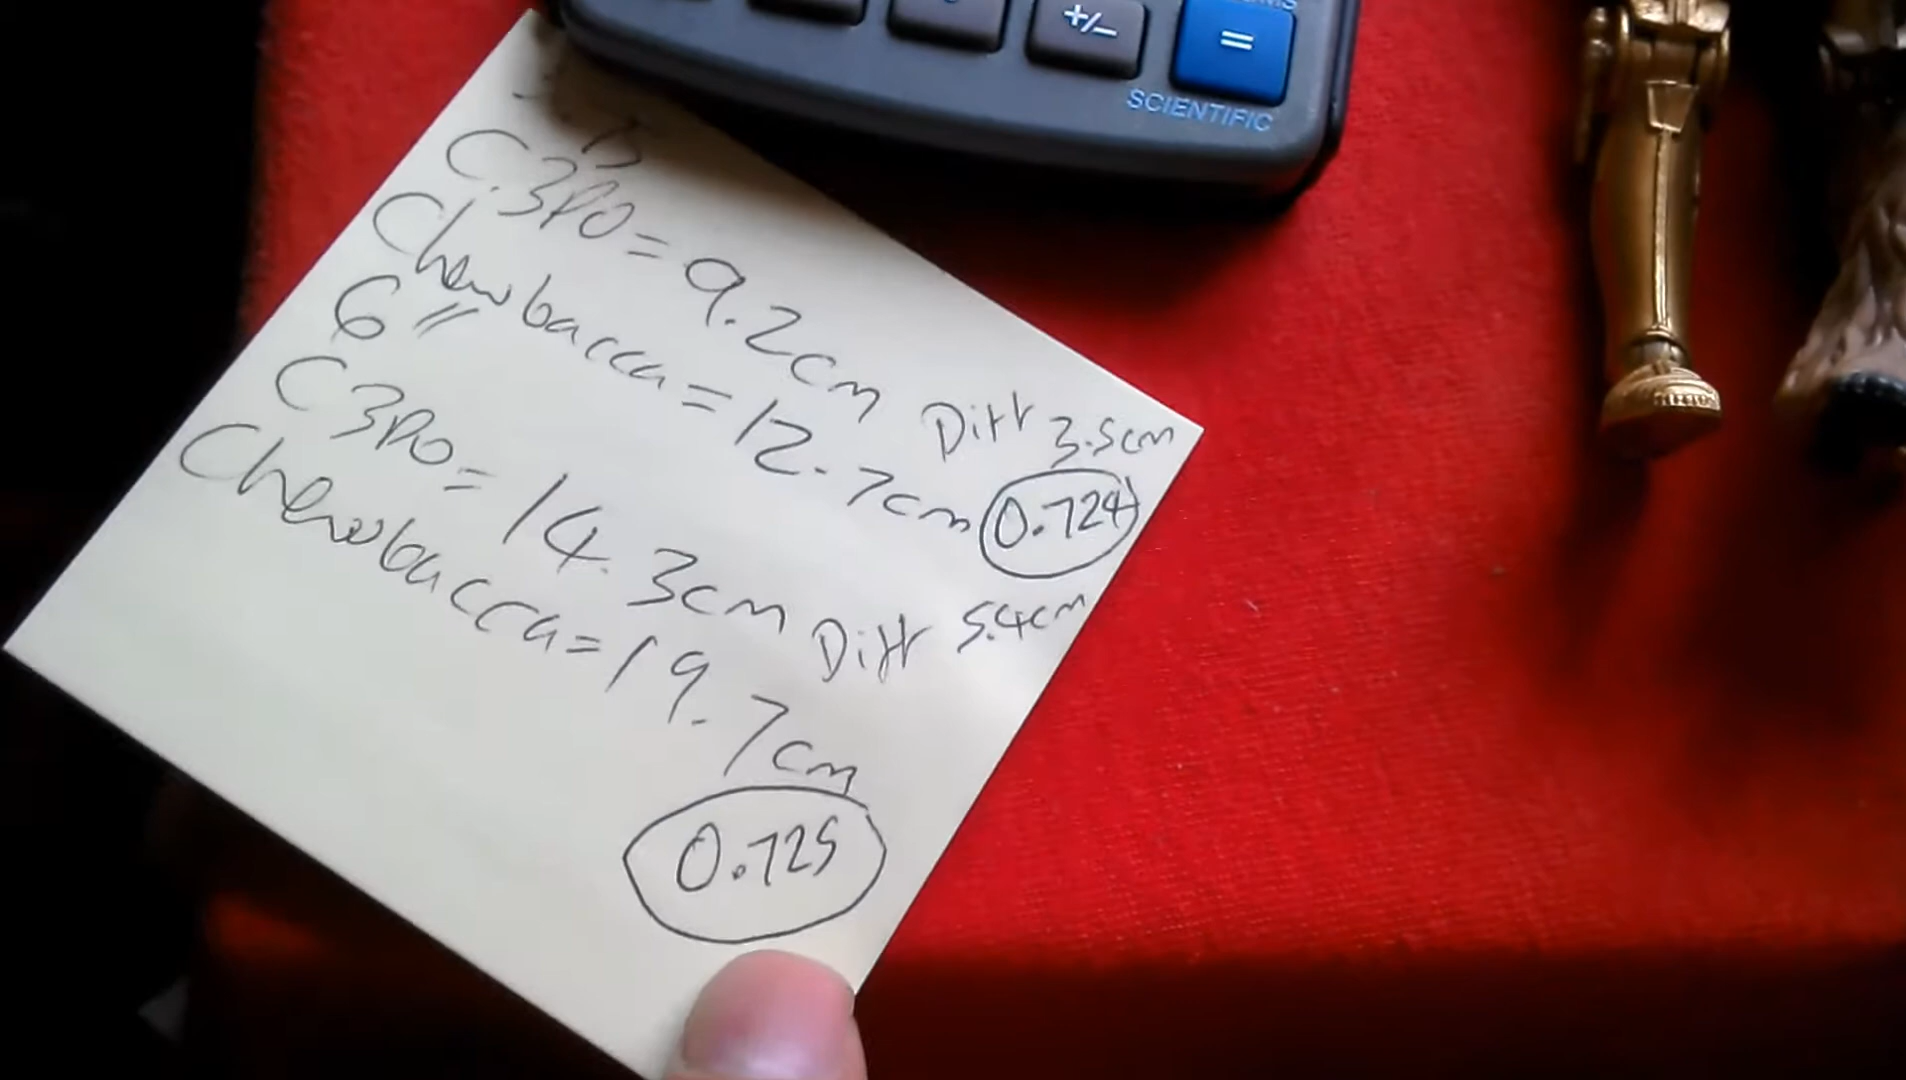 +/-
=
SCIENTIFIC
C.3PO = 9.2cm Diff 3.5cm
Chewbacca = 12.7cm 0.724
6"
C3PO = 14.3cm Diff 5.4cm
Chewbacca = 19.7cm
0.725